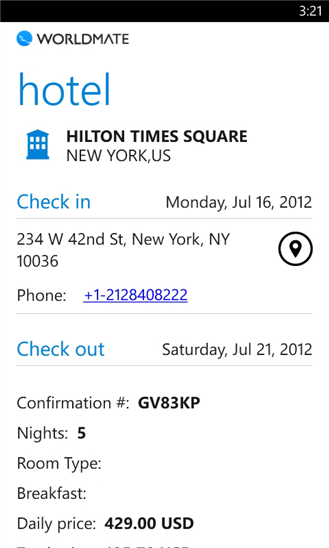 3:21
WORLDMATE
hotel
HILTON TIMES SQUARE
NEW YORK,US
Check in Monday, Jul 16, 2012
234 W 42nd St, New York, NY
10036
Phone: +1-2128408222
Check out Saturday, Jul 21, 2012
Confirmation #: GV83KP
Nights: 5
Room Type:
Breakfast:
Daily price: 429.00 USD